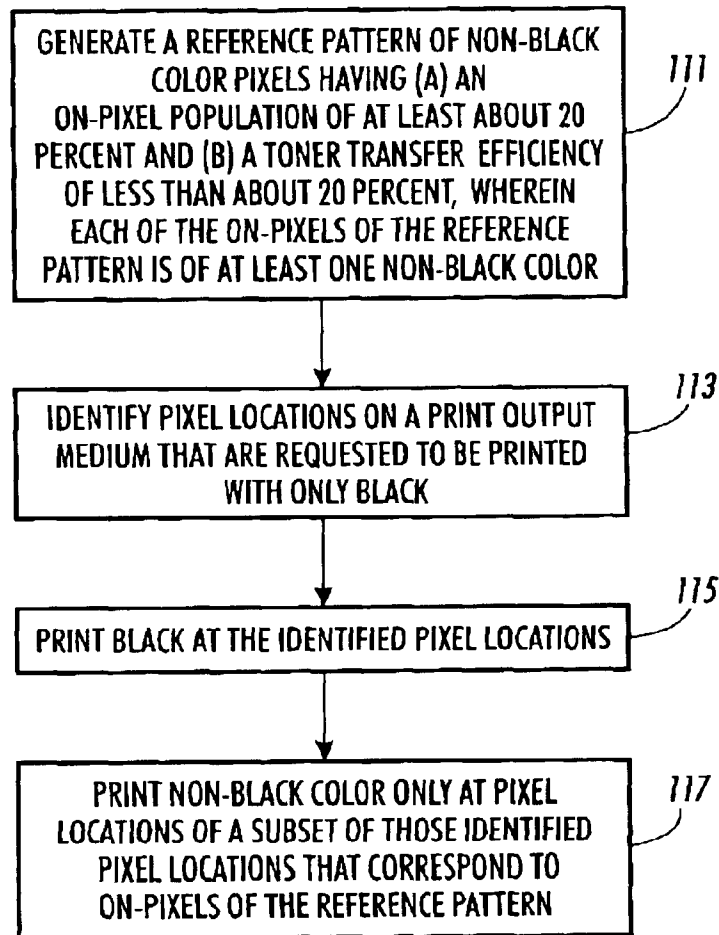 GENERATE A REFERENCE PATTERN OF NON-BLACK
COLOR PIXELS HAVING (A) AN
ON-PIXEL POPULATION OF AT LEAST ABOUT 20
PERCENT AND (B) A TONER TRANSFER EFFICIENCY
OF LESS THAN ABOUT 20 PERCENT, WHEREIN
EACH OF THE ON-PIXELS OF THE REFERENCE
PATTERN IS OF AT LEAST ONE NON-BLACK COLOR
111
IDENTIFY PIXEL LOCATIONS ON A PRINT OUTPUT
MEDIUM THAT ARE REQUESTED TO BE PRINTED
WITH ONLY BLACK
113
PRINT BLACK AT THE IDENTIFIED PIXEL LOCATIONS
115
PRINT NON-BLACK COLOR ONLY AT PIXEL
LOCATIONS OF A SUBSET OF THOSE IDENTIFIED
PIXEL LOCATIONS THAT CORRESPOND TO
ON-PIXELS OF THE REFERENCE PATTERN
117